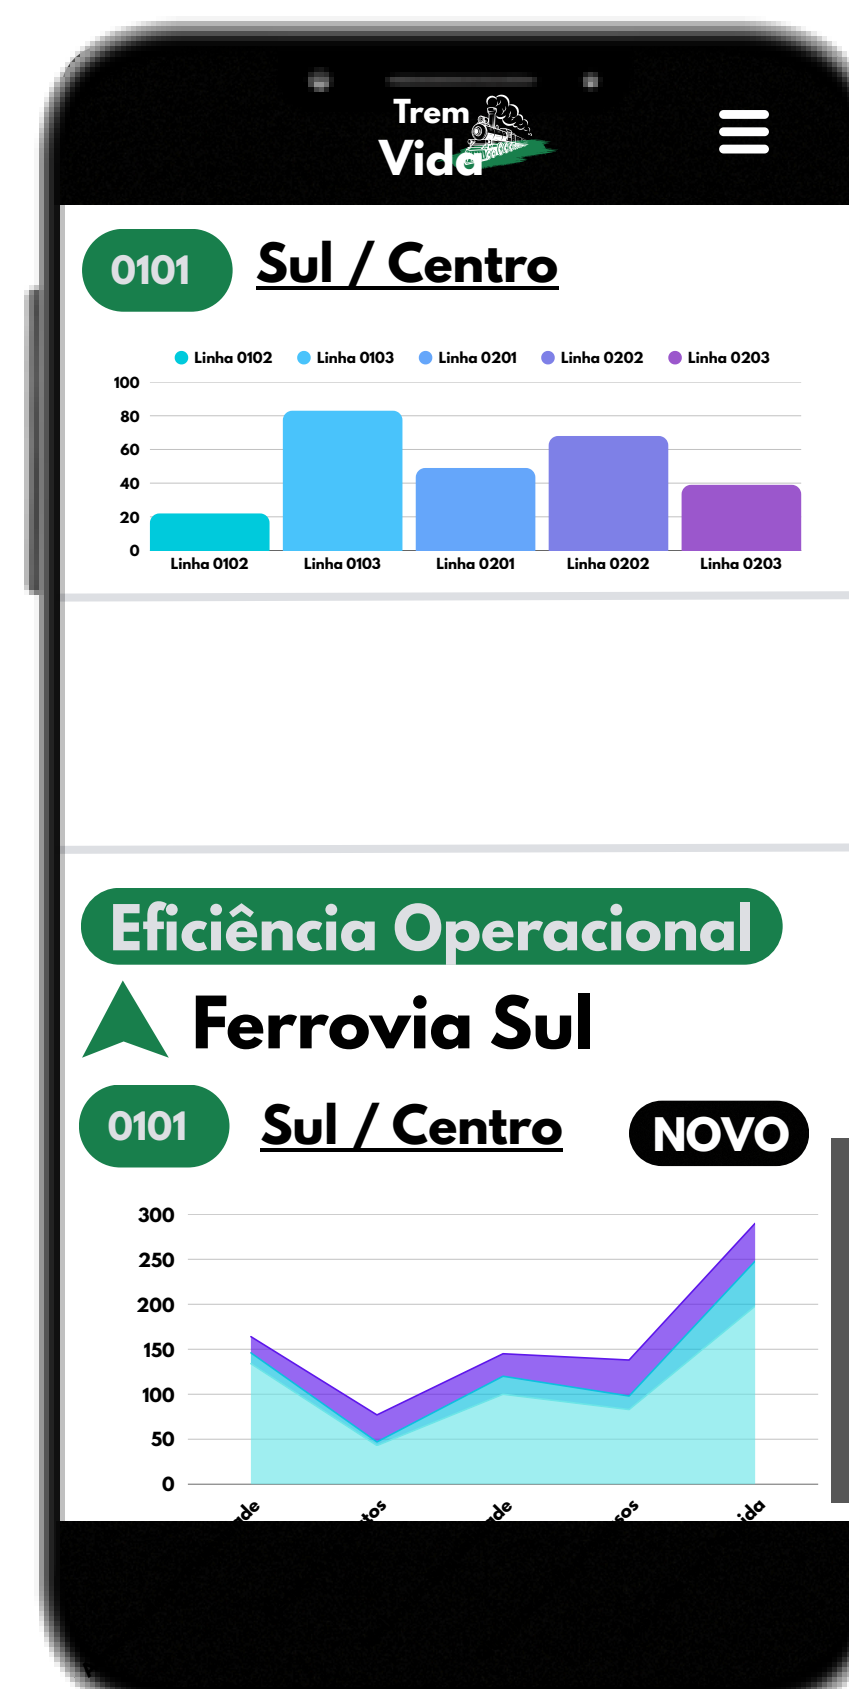 Trem
Vida
0101 Sul / Centro
Linha 0102 Linha 0103 Linha 0201 Linha 0202 Linha 0203
100
80
60
40
20
0
Linha 0102 Linha 0103 Linha 0201 Linha 0202 Linha 0203
Eficiência Operacional
Ferrovia Sul
0101 Sul / Centro NOVO
300
250
200
150
100
50
0